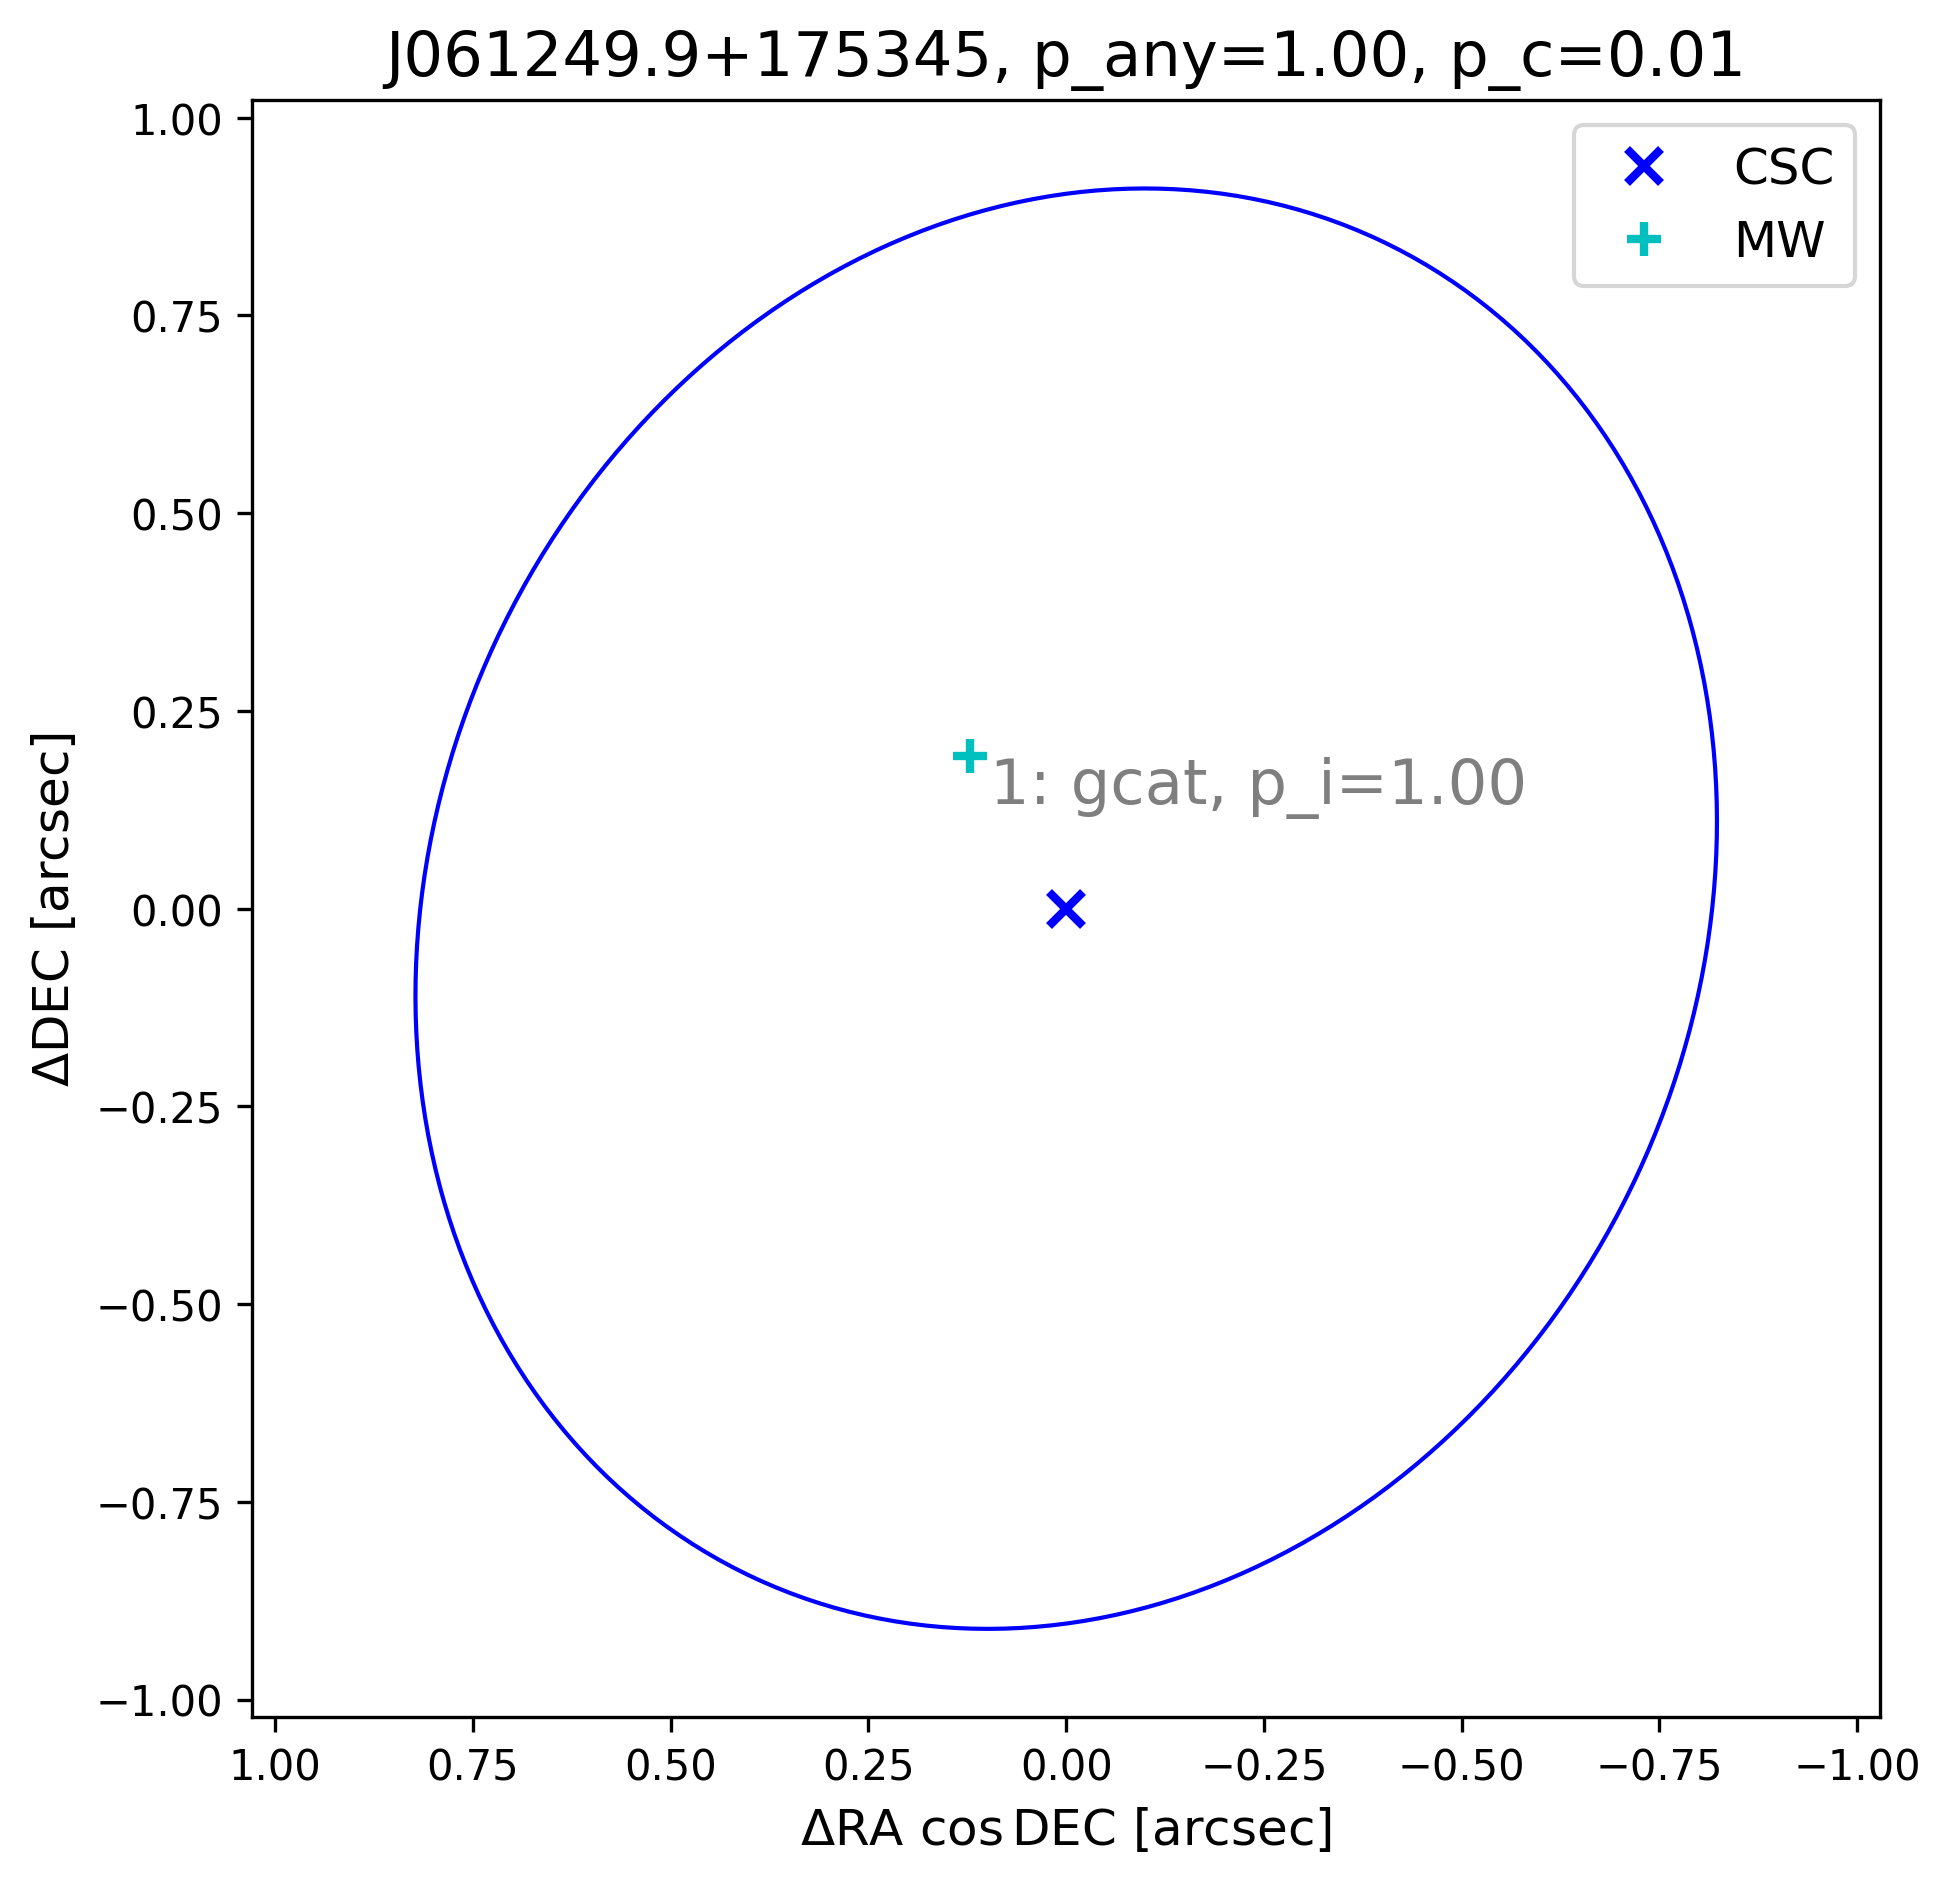 J061249.9+175345, p_any=1.00, p_c=0.01
CSC
MW
1.00
0.75
0.50
0.25
0.00
−0.25
−0.50
−0.75
−1.00
ΔDEC [arcsec]
1: gcat, p_i=1.00
1.00 0.75 0.50 0.25 0.00 −0.25 −0.50 −0.75 −1.00
ΔRA cos DEC [arcsec]